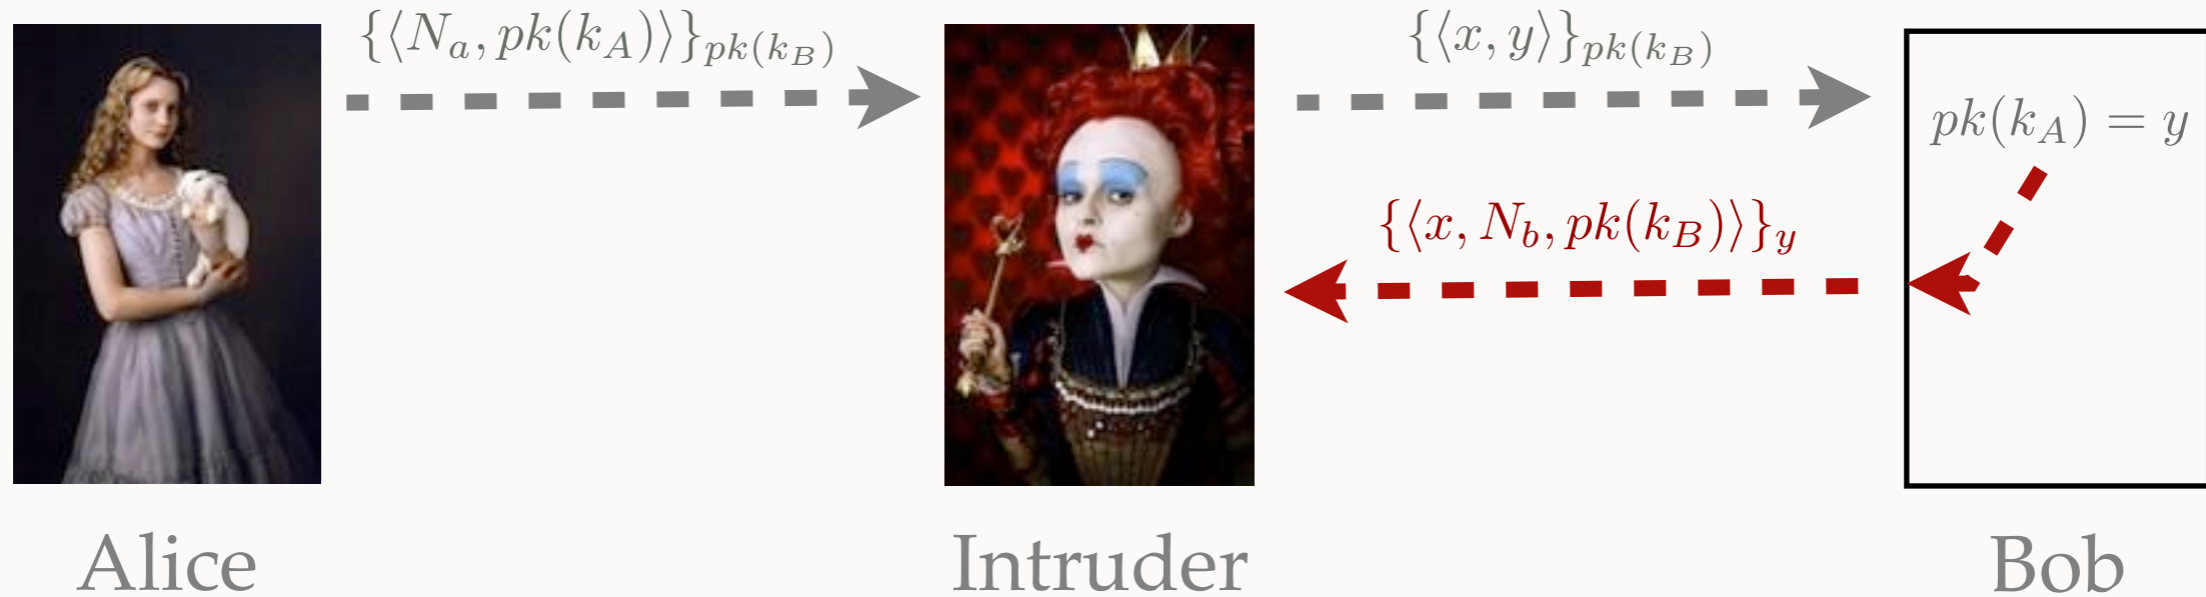 {⟨N_a, pk(k_A)⟩}_{pk(k_B)}
{⟨x, y⟩}_{pk(k_B)}
pk(k_A) = y
{⟨x, N_b, pk(k_B)⟩}_y
Alice
Intruder
Bob